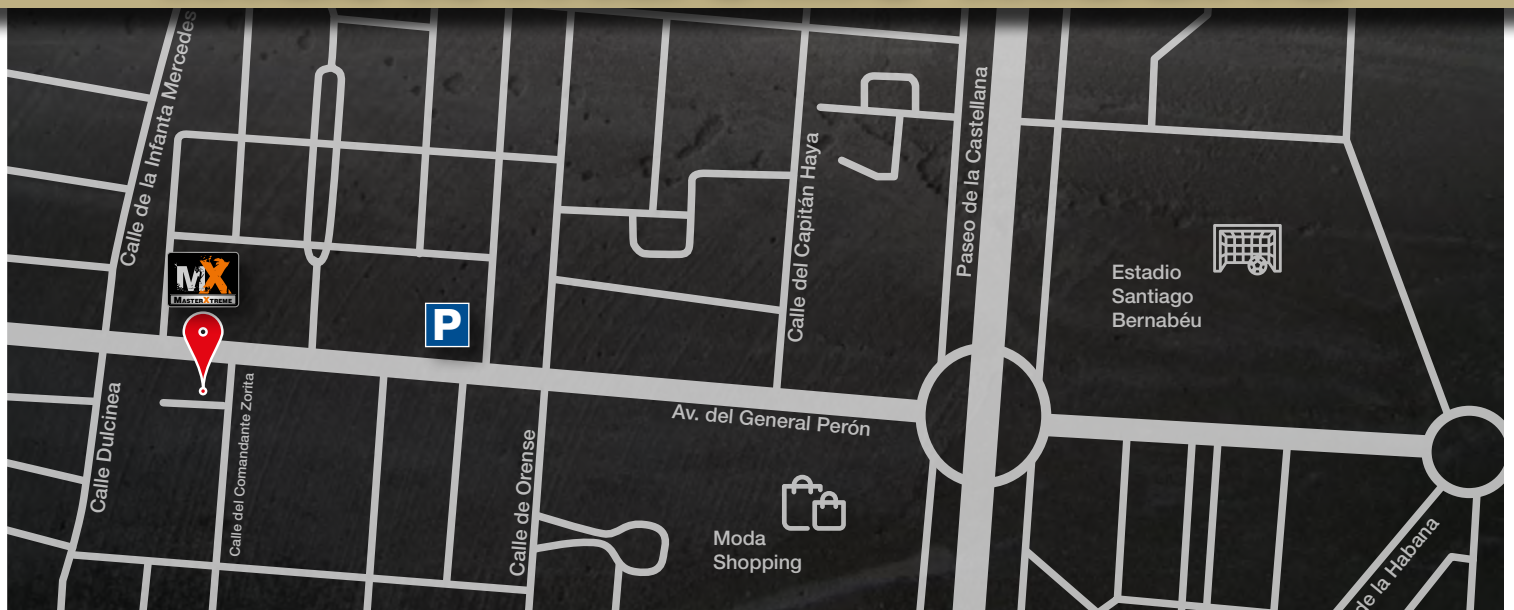 Calle de la Infanta Mercedes
Calle del Capitán Haya
Paseo de la Castellana
Estadio
Santiago
Bernabéu
MX
MASTERXTREME
P
Calle Dulcinea
Calle del Comandante Zorita
Calle de Orense
Av. del General Perón
Moda
Shopping
de la Habana